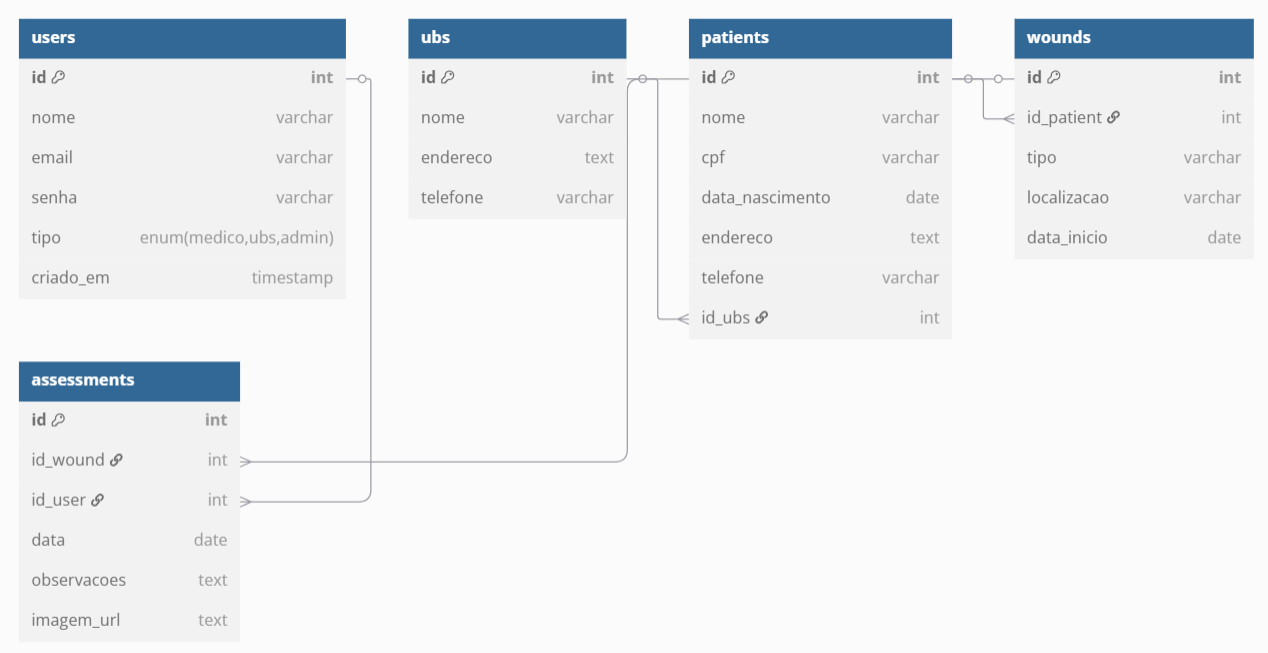 users
id int
nome varchar
email varchar
senha varchar
tipo enum(medico,ubs,admin)
criado_em timestamp
ubs
id int
nome varchar
endereco text
telefone varchar
patients
id int
nome varchar
cpf varchar
data_nascimento date
endereco text
telefone varchar
id_ubs int
wounds
id int
id_patient int
tipo varchar
localizacao varchar
data_inicio date
assessments
id int
id_wound int
id_user int
data date
observacoes text
imagem_url text